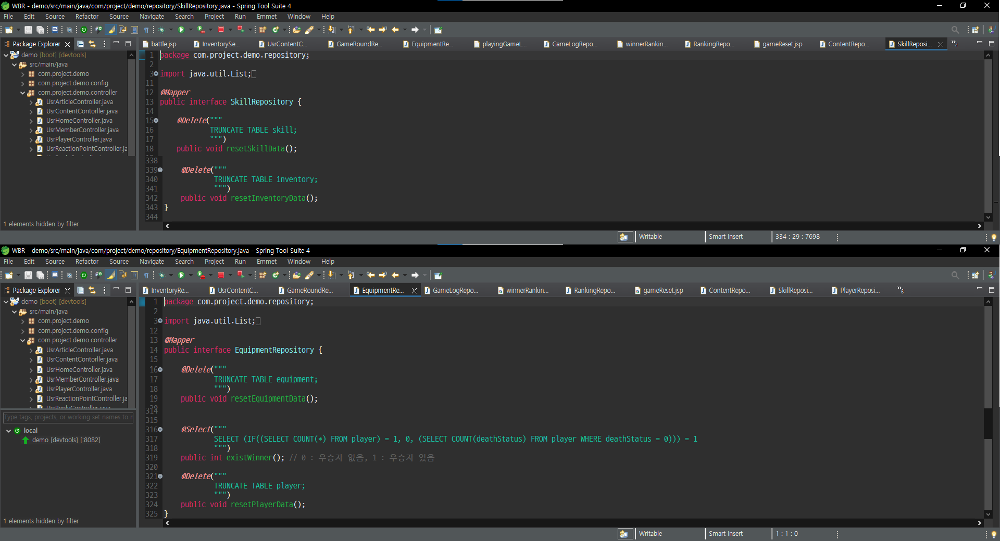 WBR - demo/src/main/java/com/project/demo/repository/SkillRepository.java - Spring Tool Suite 4
File Edit Source Refactor Source Navigate Search Project Run Emmet Window Help
Package Explorer
battle.jsp InventorySe... UsrContentC... GameRoundRe... EquipmentRe... playingGameL... GameLogRepo... winnerRankin... RankingRepo... gameReset.jsp ContentRepo... SkillReposi... 4
demo [boot] [devtools]
src/main/java
com.project.demo
com.project.demo.config
com.project.demo.controller
UsrArticleController.java
UsrContentContorller.java
UsrHomeController.java
UsrMemberController.java
UsrPlayerController.java
UsrReactionPointController.ja
1 elements hidden by filter
1 package com.project.demo.repository;
2
3 import java.util.List;
11
12 @Mapper
13 public interface SkillRepository {
14
15 @Delete("""
16 TRUNCATE TABLE skill;
17 """)
18 public void resetSkillData();
338
339 @Delete("""
340 TRUNCATE TABLE inventory;
341 """)
342 public void resetInventoryData();
343 }
344
Writable Smart Insert 334 : 29 : 7698
WBR - demo/src/main/java/com/project/demo/repository/EquipmentRepository.java - Spring Tool Suite 4
File Edit Source Refactor Source Navigate Search Project Run Emmet Window Help
Package Explorer
InventoryRe... UsrContentC... GameRoundRe... EquipmentRe... GameLogRepo... winnerRankin... RankingRepo... gameReset.jsp ContentRepo... SkillReposi... PlayerReposi... 6
demo [boot] [devtools]
src/main/java
com.project.demo
com.project.demo.config
com.project.demo.controller
UsrArticleController.java
UsrContentContorller.java
UsrHomeController.java
UsrMemberController.java
UsrPlayerController.java
UsrReactionPointController.ja
UsrReplyController.java
Type tags, projects, or working set names to r
local
demo [devtools] [:8082]
1 elements hidden by filter
1 package com.project.demo.repository;
2
3 import java.util.List;
12
13 @Mapper
14 public interface EquipmentRepository {
15
16 @Delete("""
17 TRUNCATE TABLE equipment;
18 """)
19 public void resetEquipmentData();
20
314
315
316 @Select("""
317 SELECT (IF((SELECT COUNT(*) FROM player) = 1, 0, (SELECT COUNT(deathStatus) FROM player WHERE deathStatus = 0))) = 1
318 """)
319 public int existWinner(); // 0 : 우승자 없음, 1 : 우승자 있음
320
321 @Delete("""
322 TRUNCATE TABLE player;
323 """)
324 public void resetPlayerData();
325 }
Writable Smart Insert 1 : 1 : 0